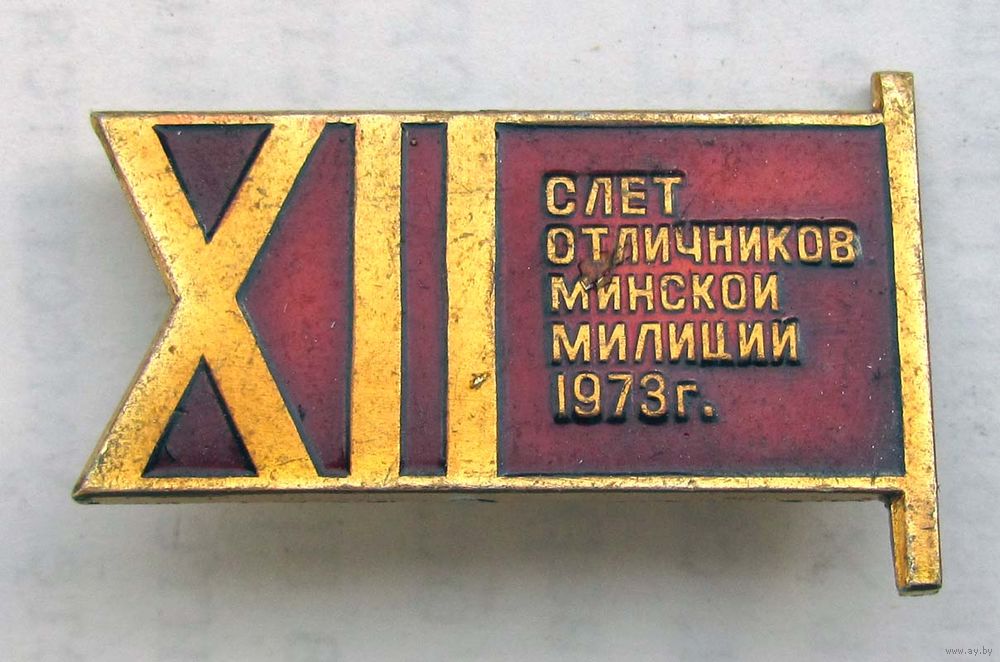 XII
СЛЕТ
ОТЛИЧНИКОВ
МИНСКОЙ
МИЛИЦИИ
1973г.
www.ay.by